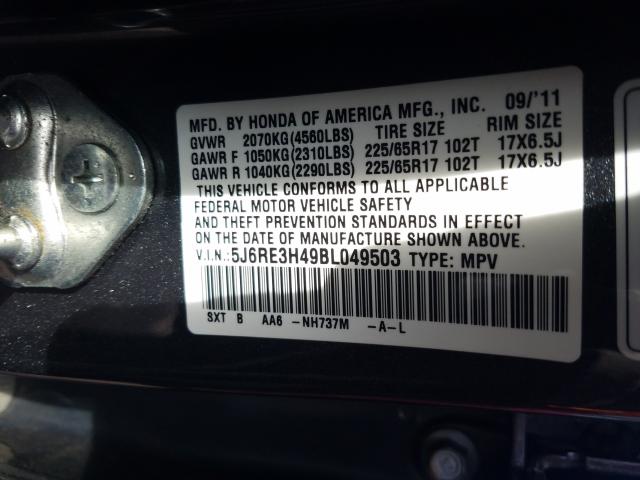 MFD. BY HONDA OF AMERICA MFG., INC. 09/'11
GVWR 2070KG(4560LBS) TIRE SIZE RIM SIZE
GAWR F 1050KG(2310LBS) 225/65R17 102T 17X6.5J
GAWR R 1040KG(2290LBS) 225/65R17 102T 17X6.5J
THIS VEHICLE CONFORMS TO ALL APPLICABLE
FEDERAL MOTOR VEHICLE SAFETY
AND THEFT PREVENTION STANDARDS IN EFFECT
ON THE DATE OF MANUFACTURE SHOWN ABOVE.
V.I.N.:5J6RE3H49BL049503 TYPE: MPV
SXT B AA6 -NH737M -A-L